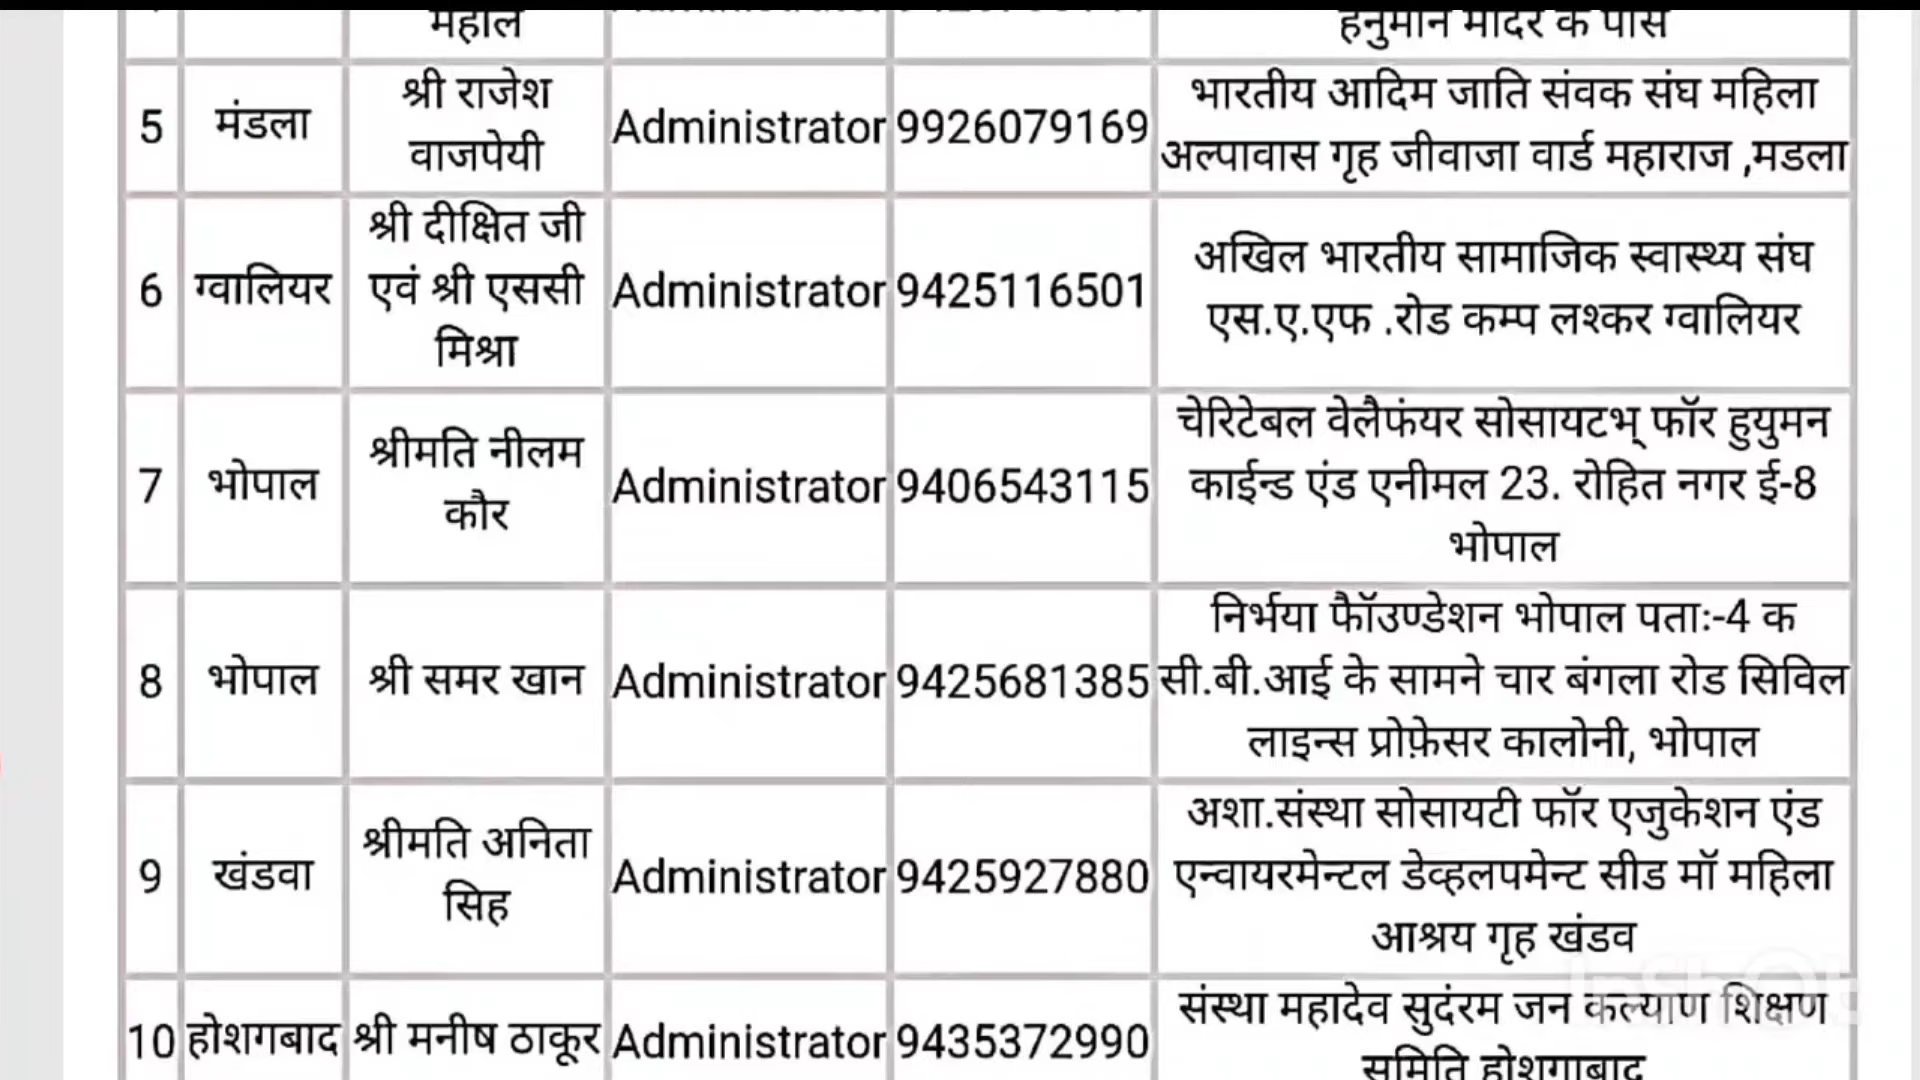 महाल
हनुमान मंदिर के पास
5 मंडला श्री राजेश वाजपेयी Administrator 9926079169 भारतीय आदिम जाति संवक संघ महिला
अल्पावास गृह जीवाजा वार्ड महाराज ,मडला
6 ग्वालियर श्री दीक्षित जी एवं श्री एससी मिश्रा Administrator 9425116501 अखिल भारतीय सामाजिक स्वास्थ्य संघ
एस.ए.एफ .रोड कम्प लश्कर ग्वालियर
7 भोपाल श्रीमति नीलम कौर Administrator 9406543115 चेरिटेबल वेलैफंयर सोसायटभ् फॉर हुयुमन
काईन्ड एंड एनीमल 23. रोहित नगर ई-8
भोपाल
8 भोपाल श्री समर खान Administrator 9425681385 निर्भया फैॉउण्डेशन भोपाल पताः-4 क
सी.बी.आई के सामने चार बंगला रोड सिविल
लाइन्स प्रोफ़ेसर कालोनी, भोपाल
9 खंडवा श्रीमति अनिता सिह Administrator 9425927880 अशा.संस्था सोसायटी फॉर एजुकेशन एंड
एन्वायरमेन्टल डेव्हलपमेन्ट सीड मॉ महिला
आश्रय गृह खंडव
10 होशगबाद श्री मनीष ठाकूर Administrator 9435372990 संस्था महादेव सुदंरम जन कल्याण शिक्षण
समिति होशगाबाद
InShOt